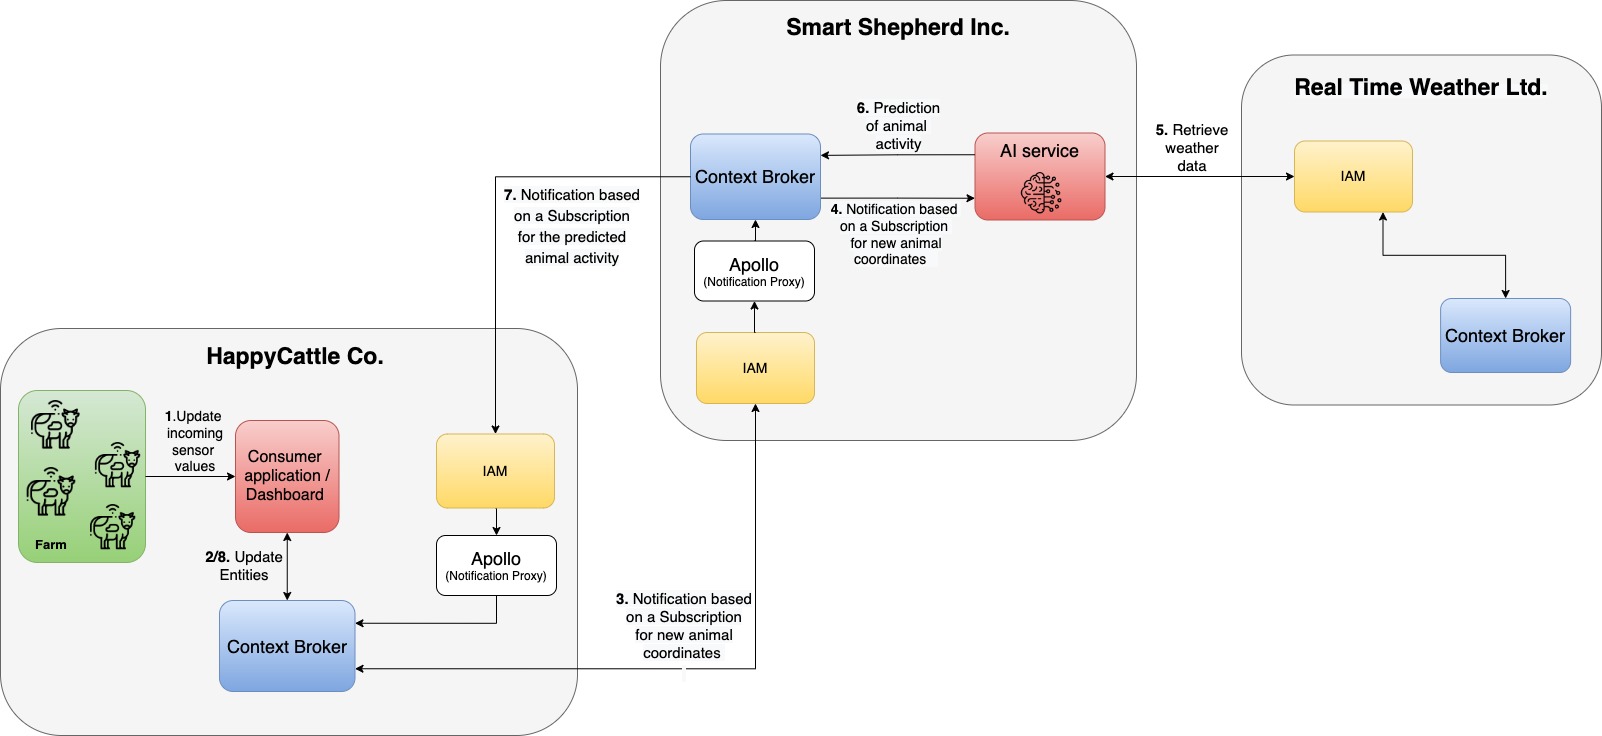 Smart Shepherd Inc.
Real Time Weather Ltd.
HappyCattle Co.
Farm
1.Update
incoming
sensor
values
Consumer
application /
Dashboard
2/8. Update
Entities
Context Broker
IAM
Apollo
(Notification Proxy)
3. Notification based
on a Subscription
for new animal
coordinates
7. Notification based
on a Subscription
for the predicted
animal activity
Context Broker
Apollo
(Notification Proxy)
IAM
6. Prediction
of animal
activity
4. Notification based
on a Subscription
for new animal
coordinates
AI service
5. Retrieve
weather
data
IAM
Context Broker